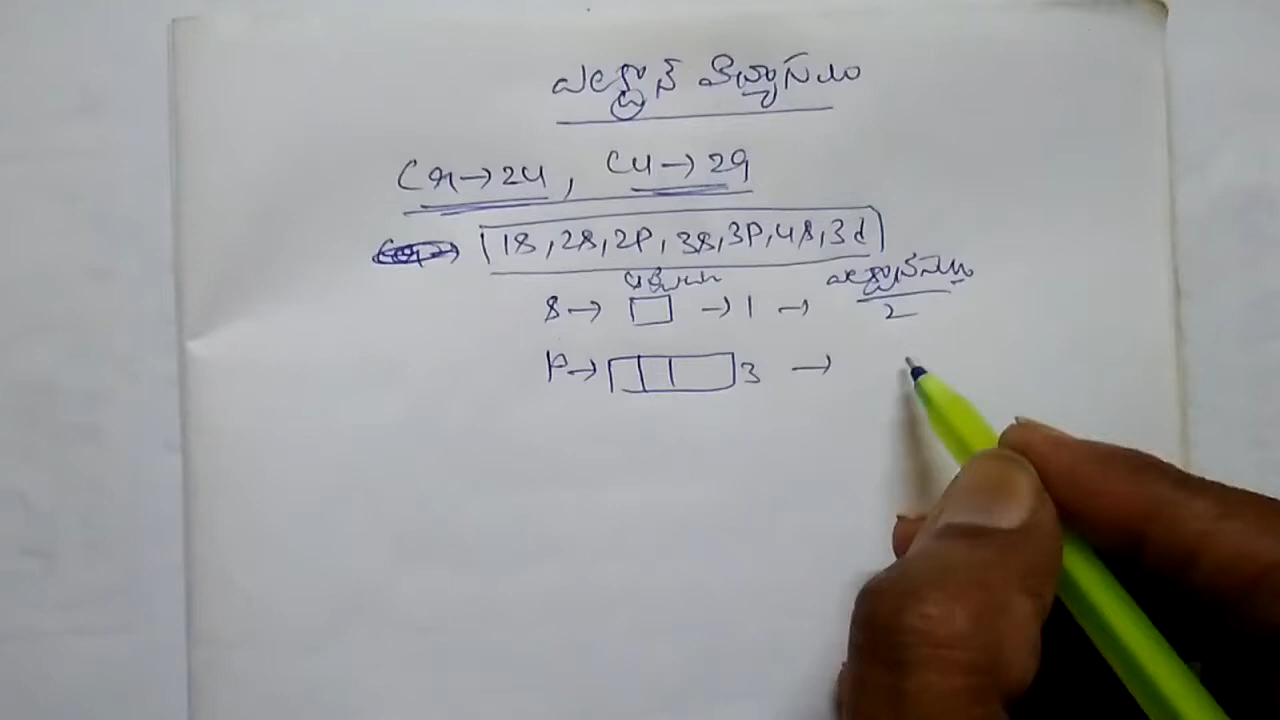 ఎలక్ట్రాన్ విన్యాసము
Cr→24, Cu→29
1s, 2s, 2p, 3s, 3p, 4s, 3d
ఎలక్ట్రానులు
s→ □ →1 → 2
p→ 3 →